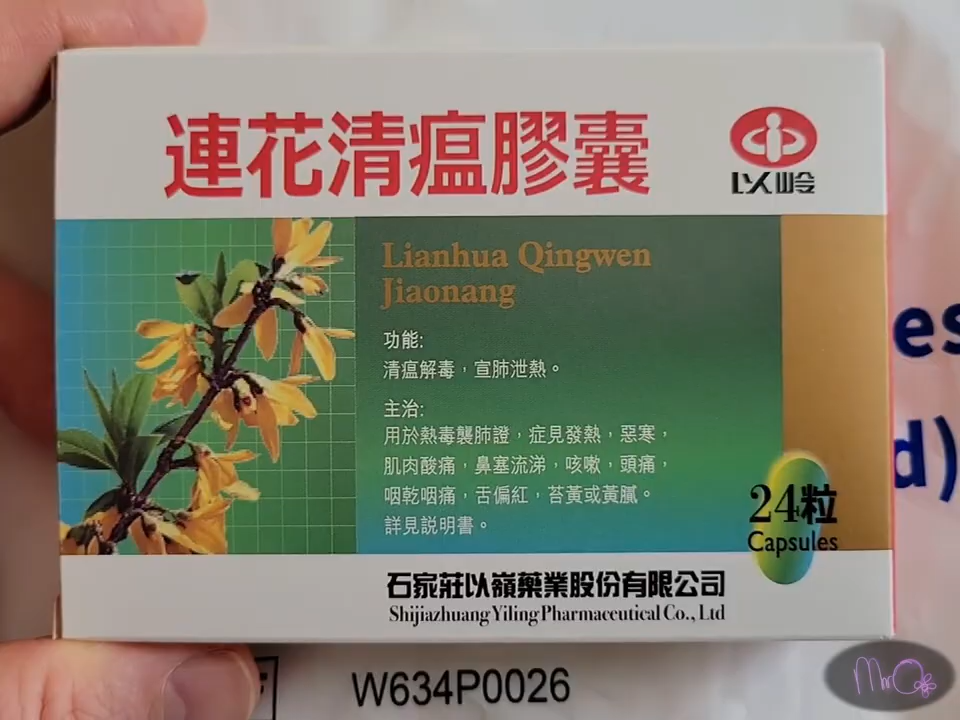 連花清瘟膠囊
以岭
Lianhua Qingwen
Jiaonang
功能:
清瘟解毒，宣肺泄熱。
主治:
用於熱毒襲肺證，症見發熱，惡寒，
肌肉酸痛，鼻塞流涕，咳嗽，頭痛，
咽乾咽痛，舌偏紅，苔黃或黃膩。
詳見説明書。
24粒
Capsules
石家莊以嶺藥業股份有限公司
Shijiazhuang Yiling Pharmaceutical Co., Ltd
es
d)
W634P0026